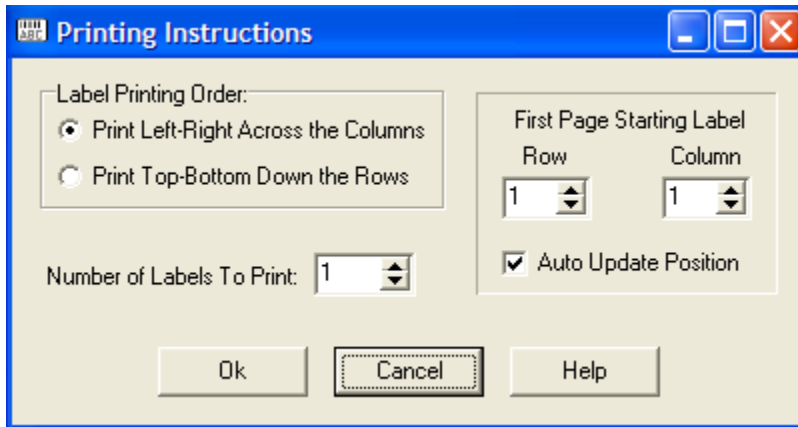 Printing Instructions
Label Printing Order:
Print Left-Right Across the Columns
Print Top-Bottom Down the Rows
First Page Starting Label
Row Column
1 1
Auto Update Position
Number of Labels To Print: 1
Ok Cancel Help